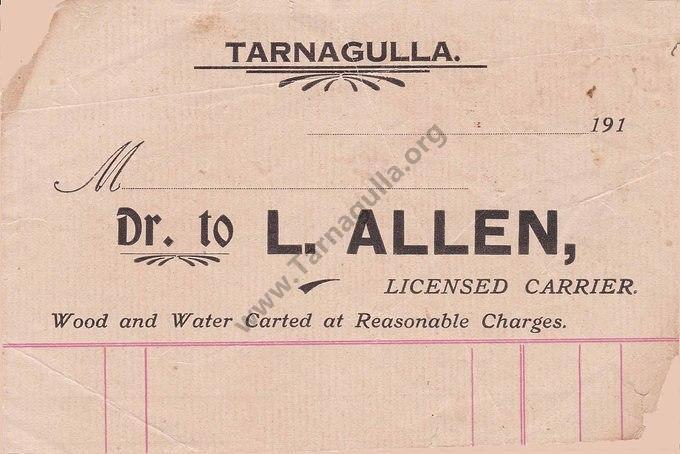 TARNAGULLA.
191
M
Dr. to L. ALLEN,
LICENSED CARRIER.
Wood and Water Carted at Reasonable Charges.
www.Tarnagulla.org